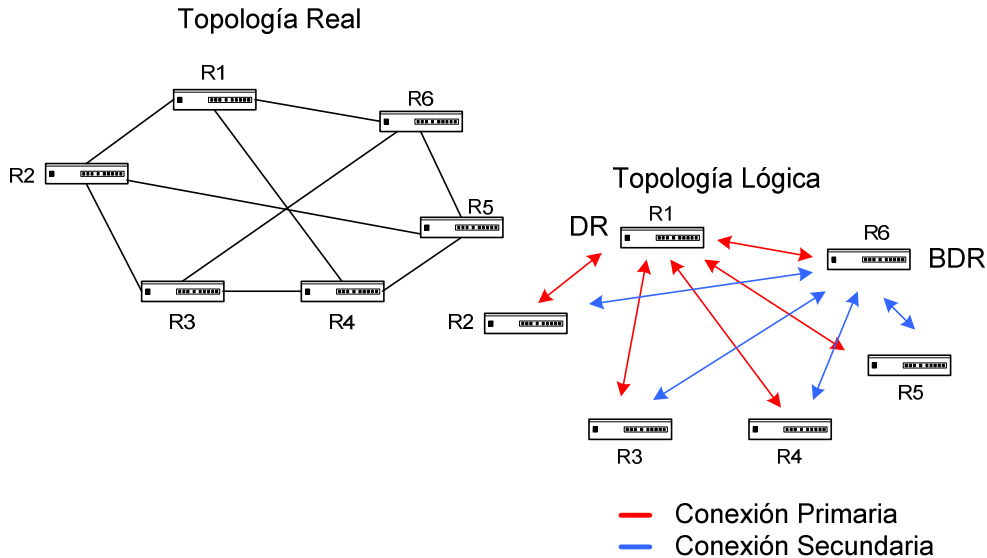 Topología Real
R1
R6
R2
R5
R3
R4
Topología Lógica
DR
R1
R6
BDR
R2
R5
R3
R4
Conexión Primaria
Conexión Secundaria